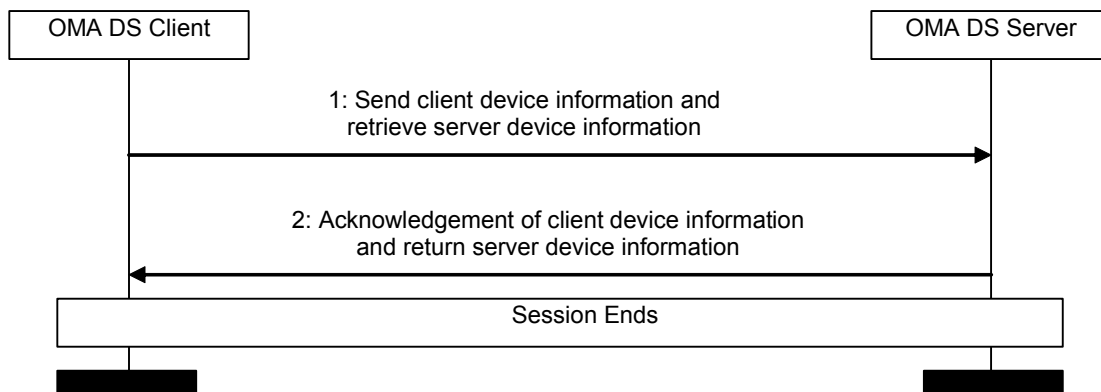 OMA DS Client
OMA DS Server
1: Send client device information and
retrieve server device information
2: Acknowledgement of client device information
and return server device information
Session Ends